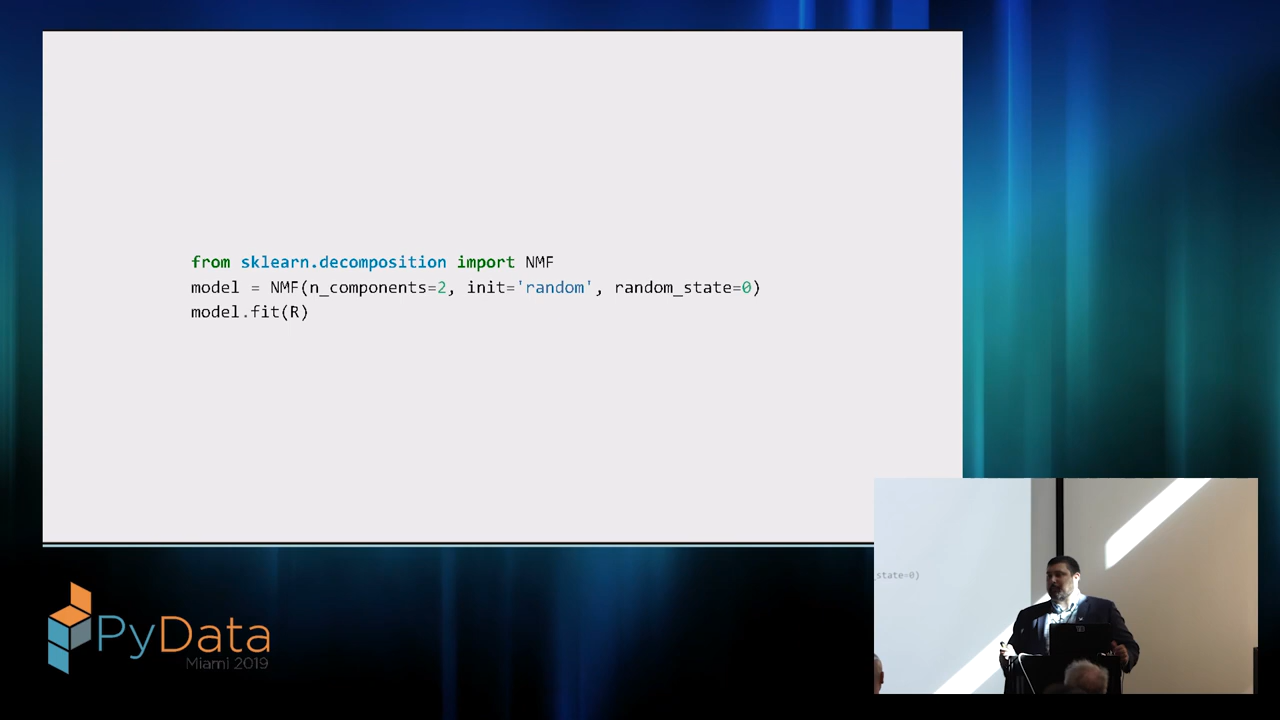 from sklearn.decomposition import NMF
model = NMF(n_components=2, init='random', random_state=0)
model.fit(R)
_state=0)
PyData
Miami 2019